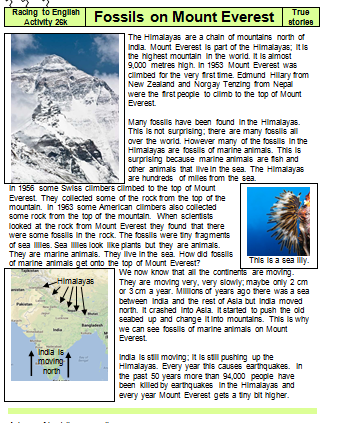 Racing to English
Activity 26k
Fossils on Mount Everest
True
stories
The Himalayas are a chain of mountains north of
India. Mount Everest is part of the Himalayas; it is
the highest mountain in the world. It is almost
9,000 metres high. In 1953 Mount Everest was
climbed for the very first time. Edmund Hilary from
New Zealand and Norgay Tenzing from Nepal
were the first people to climb to the top of Mount
Everest.
Many fossils have been found in the Himalayas.
This is not surprising; there are many fossils all
over the world. However many of the fossils in the
Himalayas are fossils of marine animals. This is
surprising because marine animals are fish and
other animals that live in the sea. The Himalayas
are hundreds of miles from the sea.
In 1956 some Swiss climbers climbed to the top of Mount
Everest. They collected some of the rock from the top of the
mountain. In 1963 some American climbers also collected
some rock from the top of the mountain. When scientists
looked at the rock from Mount Everest they found that there
were some fossils in the rock. The fossils were tiny fragments
of sea lilies. Sea lilies look like plants but they are animals.
They are marine animals. They live in the sea. How did fossils
of marine animals get onto the top of Mount Everest?
This is a sea lily.
Himalayas
Pakistan
Nepal
India
Bangladesh
India is
moving
north
We now know that all the continents are moving.
They are moving very, very slowly; maybe only 2 cm
or 3 cm a year. Millions of years ago there was a sea
between India and the rest of Asia but India moved
north. It crashed into Asia. It started to push the old
seabed up and change it into mountains. This is why
we can see fossils of marine animals on Mount
Everest.
India is still moving; it is still pushing up the
Himalayas. Every year this causes earthquakes. In
the past 50 years more than 94,000 people have
been killed by earthquakes in the Himalayas and
every year Mount Everest gets a tiny bit higher.